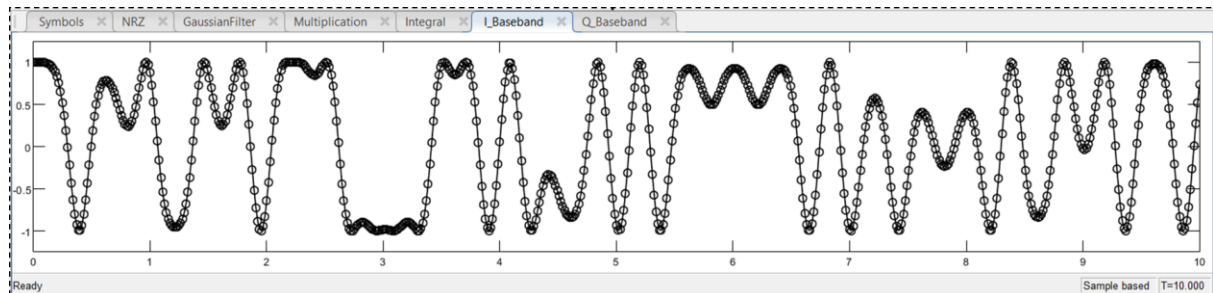 Symbols NRZ GaussianFilter Multiplication Integral I_Baseband Q_Baseband
1
0.5
0
-0.5
-1
0 1 2 3 4 5 6 7 8 9 10
Ready Sample based T=10.000